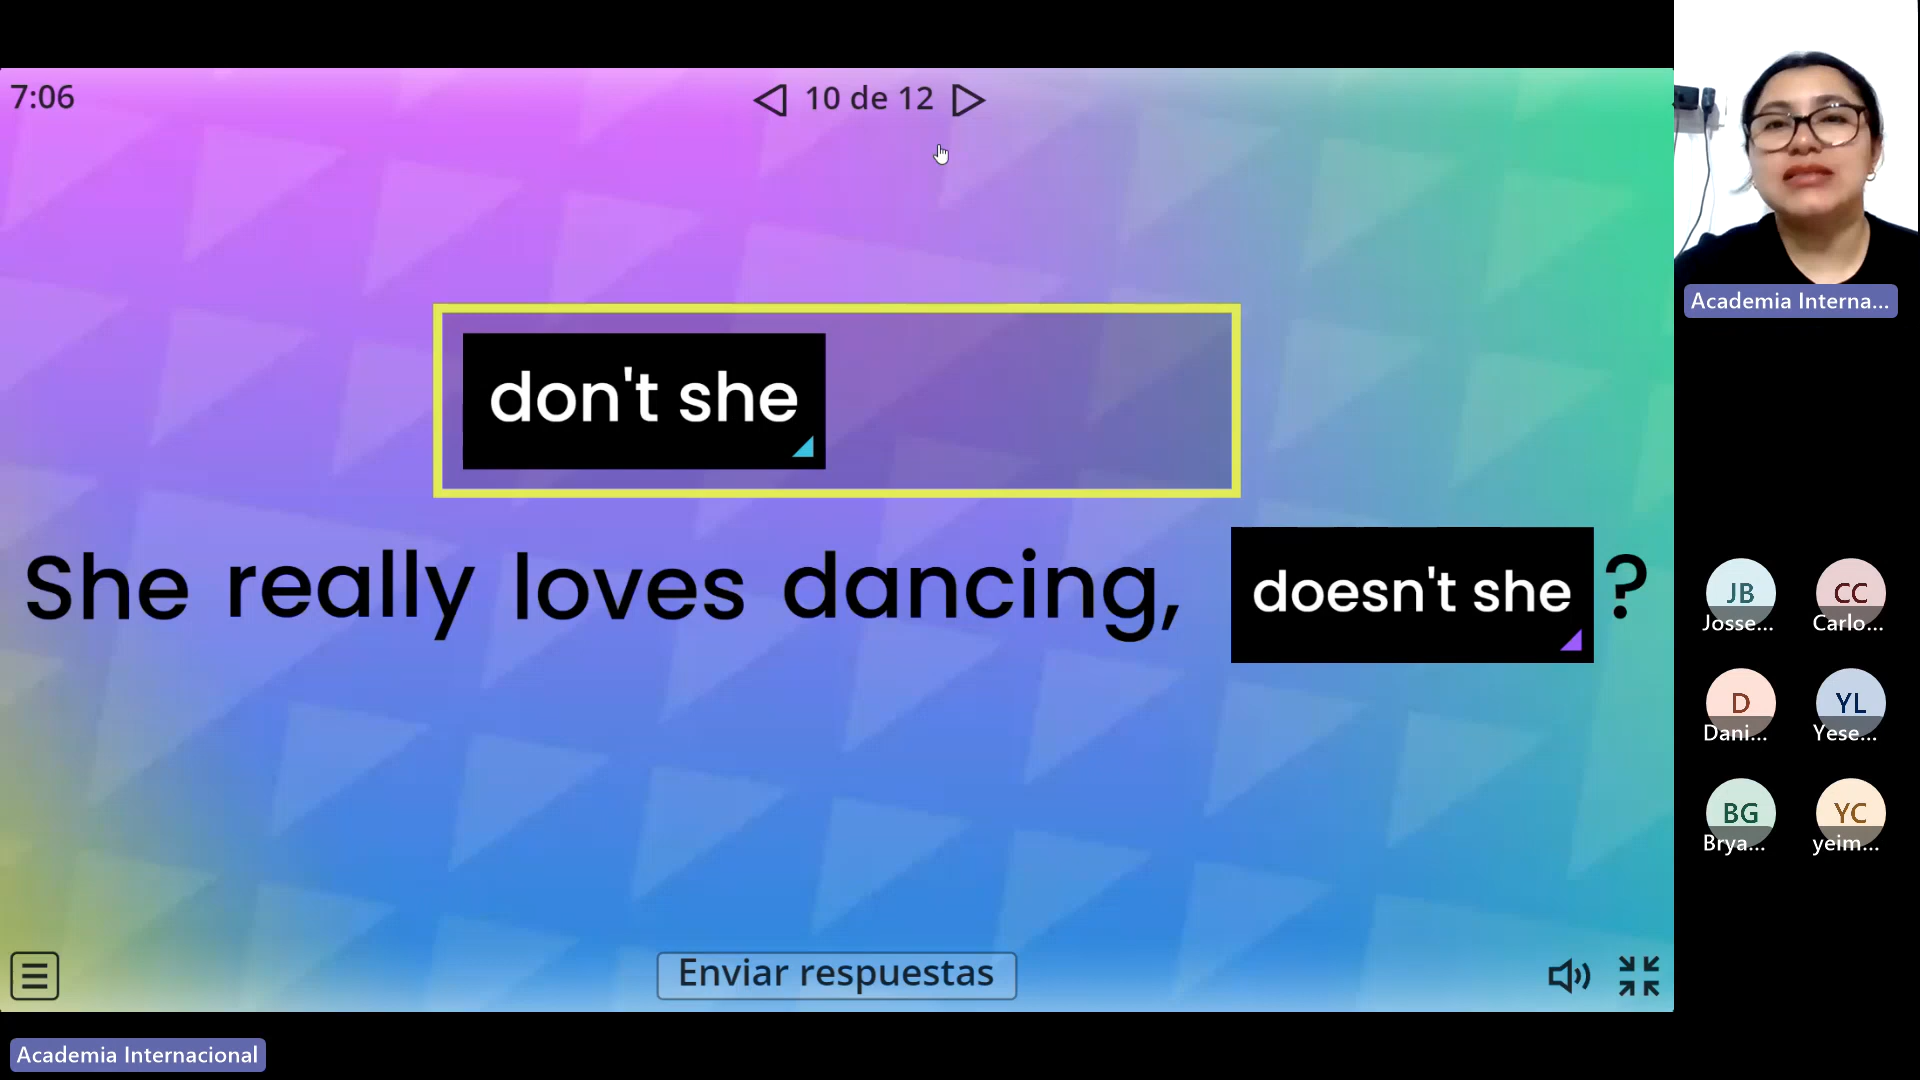 7:06
10 de 12
don't she
She really loves dancing, doesn't she ?
Enviar respuestas
Academia Internacional
Academia Interna...
JB
Josse...
CC
Carlo...
D
Dani...
YL
Yese...
BG
Brya...
YC
yeim...